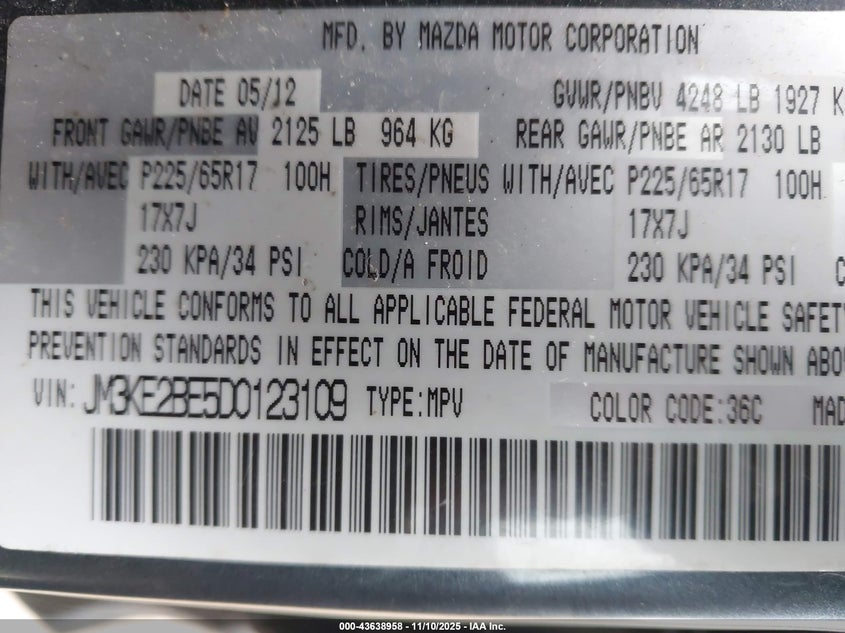 MFD. BY MAZDA MOTOR CORPORATION
DATE 05/12 GVWR/PNBV 4248 LB 1927 K
FRONT GAWR/PNBE AV 2125 LB 964 KG REAR GAWR/PNBE AR 2130 LB
WITH/AVEC P225/65R17 100H TIRES/PNEUS WITH/AVEC P225/65R17 100H
17X7J RIMS/JANTES 17X7J
230 KPA/34 PSI COLD/A FROID 230 KPA/34 PSI C
THIS VEHICLE CONFORMS TO ALL APPLICABLE FEDERAL MOTOR VEHICLE SAFETY
PREVENTION STANDARDS IN EFFECT ON THE DATE OF MANUFACTURE SHOWN ABO
VIN: JM3KE2BE5D0123109 TYPE:MPV COLOR CODE:36C MAD
000-43638958 - 11/10/2025 - IAA Inc.